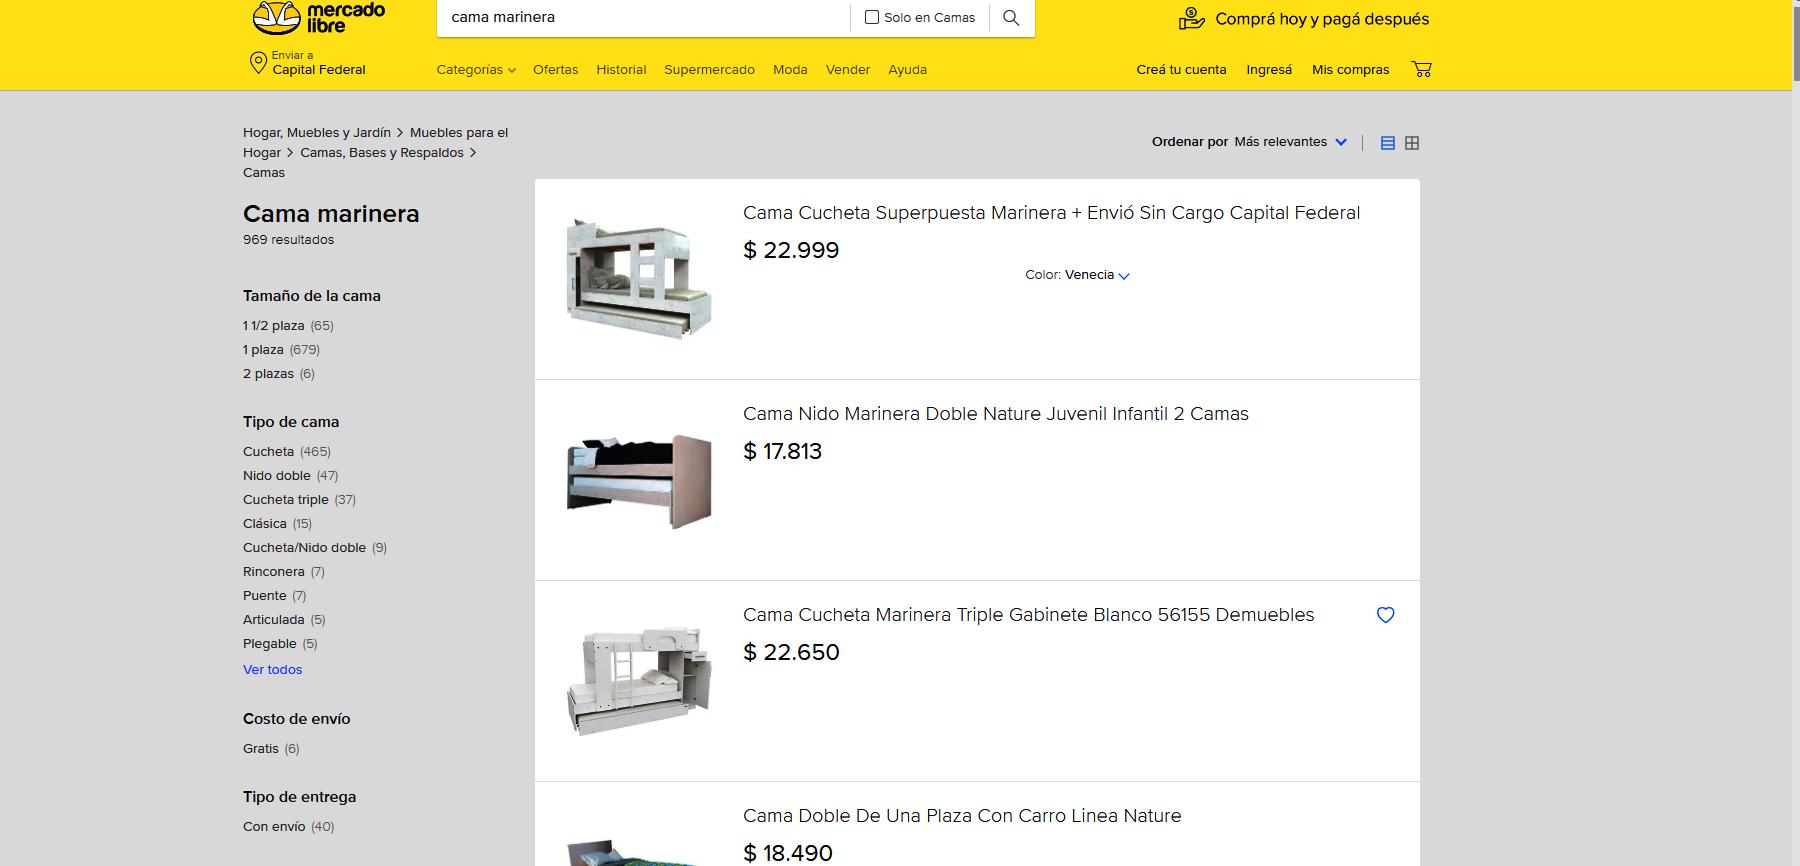 mercado
libre
cama marinera
Solo en Camas
Comprá hoy y pagá después
Enviar a
Capital Federal
Categorías Ofertas Historial Supermercado Moda Vender Ayuda
Creá tu cuenta Ingresá Mis compras
Hogar, Muebles y Jardín > Muebles para el
Hogar > Camas, Bases y Respaldos >
Camas
Ordenar por Más relevantes
Cama marinera
969 resultados
Tamaño de la cama
1 1/2 plaza (65)
1 plaza (679)
2 plazas (6)
Tipo de cama
Cucheta (465)
Nido doble (47)
Cucheta triple (37)
Clásica (15)
Cucheta/Nido doble (9)
Rinconera (7)
Puente (7)
Articulada (5)
Plegable (5)
Ver todos
Costo de envío
Gratis (6)
Tipo de entrega
Con envío (40)
Cama Cucheta Superpuesta Marinera + Envió Sin Cargo Capital Federal
$ 22.999
Color: Venecia
Cama Nido Marinera Doble Nature Juvenil Infantil 2 Camas
$ 17.813
Cama Cucheta Marinera Triple Gabinete Blanco 56155 Demuebles
$ 22.650
Cama Doble De Una Plaza Con Carro Linea Nature
$ 18.490